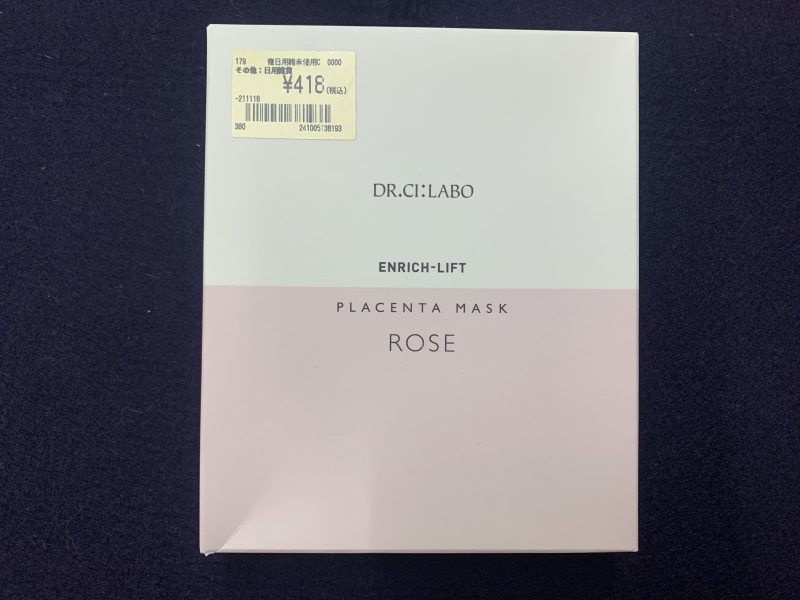 179 複日用雑未使用C 0000
その他：日用雑貨
¥418(税込)
-211118
380 241005138193
DR.CI:LABO
ENRICH-LIFT
PLACENTA MASK
ROSE